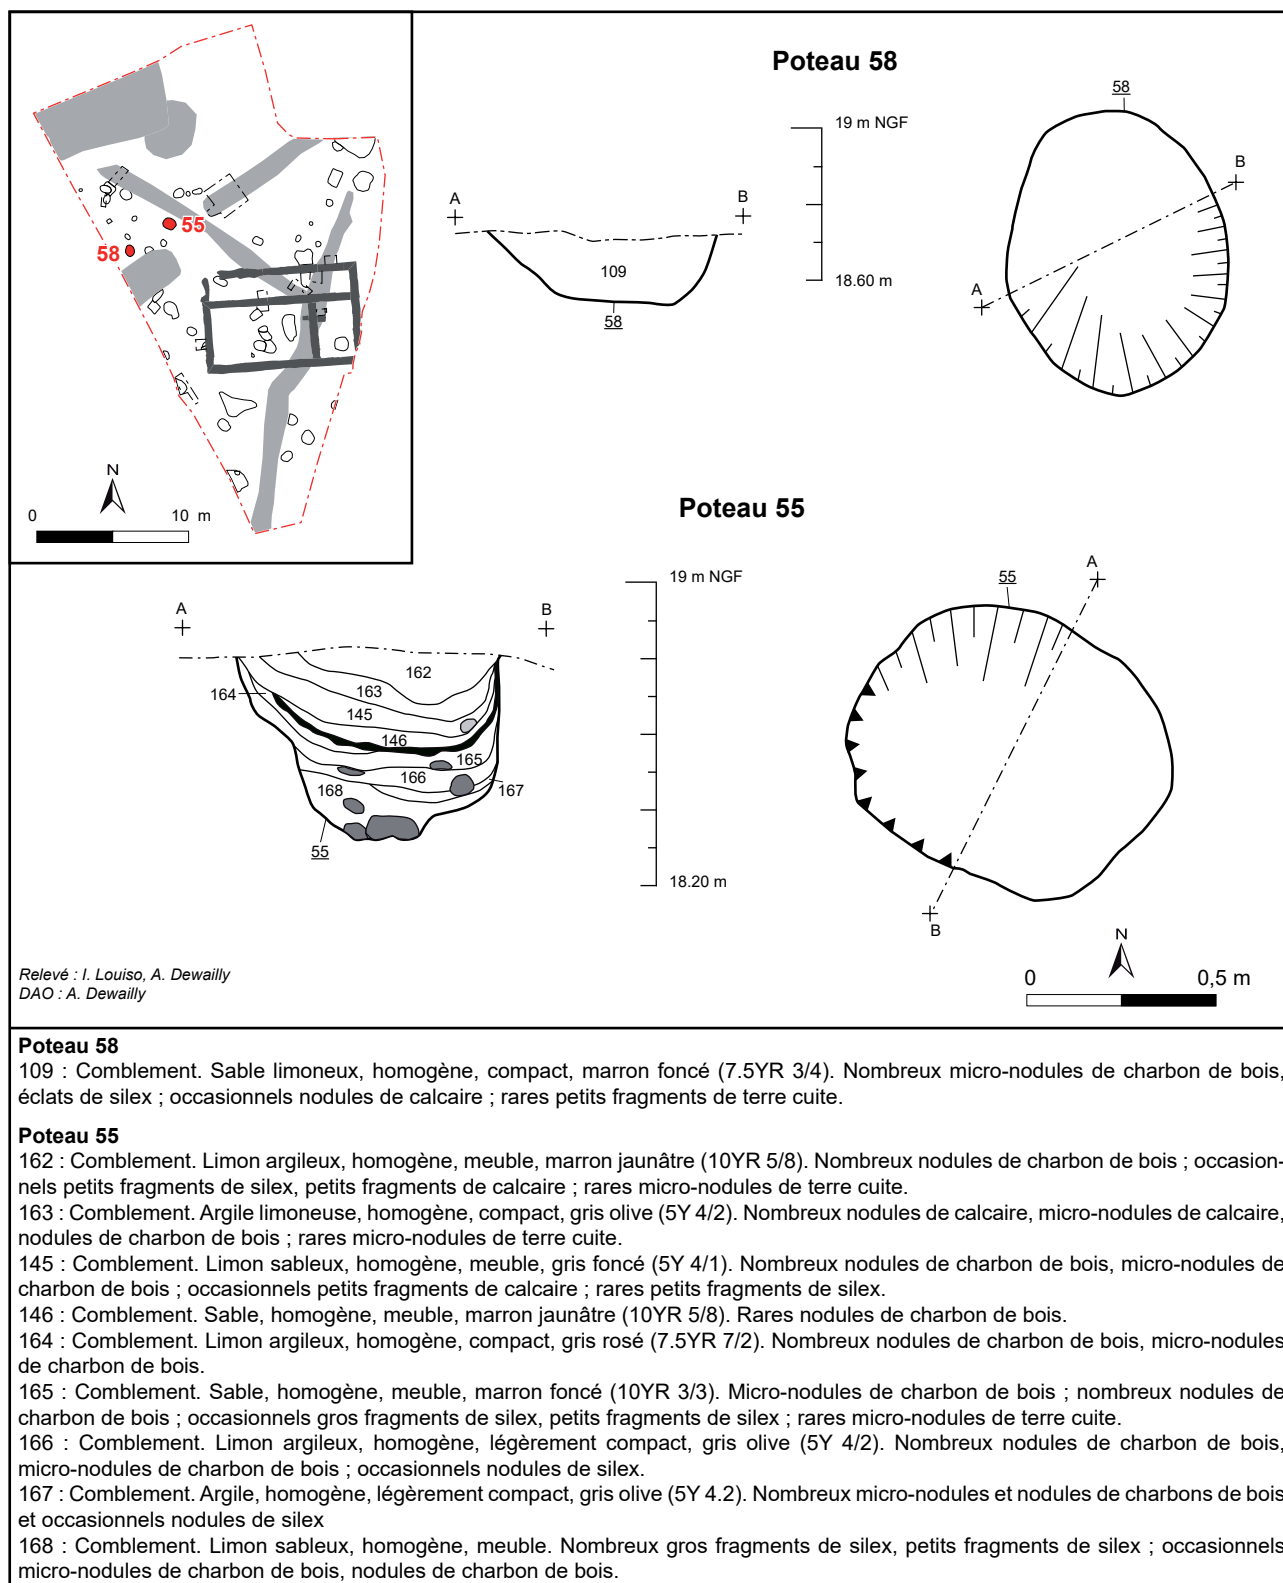 Poteau 58
58
19 m NGF
A
B
109
58
18.60 m
A
B
55
58
N
0
10 m
Poteau 55
A
B
19 m NGF
162
163
164
145
146
165
166
168
167
55
18.20 m
55
A
B
N
0
0,5 m
Relevé : I. Louiso, A. Dewailly
DAO : A. Dewailly
Poteau 58
109 : Comblement. Sable limoneux, homogène, compact, marron foncé (7.5YR 3/4). Nombreux micro-nodules de charbon de bois,
éclats de silex ; occasionnels nodules de calcaire ; rares petits fragments de terre cuite.
Poteau 55
162 : Comblement. Limon argileux, homogène, meuble, marron jaunâtre (10YR 5/8). Nombreux nodules de charbon de bois ; occasion-
nels petits fragments de silex, petits fragments de calcaire ; rares micro-nodules de terre cuite.
163 : Comblement. Argile limoneuse, homogène, compact, gris olive (5Y 4/2). Nombreux nodules de calcaire, micro-nodules de calcaire,
nodules de charbon de bois ; rares micro-nodules de terre cuite.
145 : Comblement. Limon sableux, homogène, meuble, gris foncé (5Y 4/1). Nombreux nodules de charbon de bois, micro-nodules de
charbon de bois ; occasionnels petits fragments de calcaire ; rares petits fragments de silex.
146 : Comblement. Sable, homogène, meuble, marron jaunâtre (10YR 5/8). Rares nodules de charbon de bois.
164 : Comblement. Limon argileux, homogène, compact, gris rosé (7.5YR 7/2). Nombreux nodules de charbon de bois, micro-nodules
de charbon de bois.
165 : Comblement. Sable, homogène, meuble, marron foncé (10YR 3/3). Micro-nodules de charbon de bois ; nombreux nodules de
charbon de bois ; occasionnels gros fragments de silex, petits fragments de silex ; rares micro-nodules de terre cuite.
166 : Comblement. Limon argileux, homogène, légèrement compact, gris olive (5Y 4/2). Nombreux nodules de charbon de bois,
micro-nodules de charbon de bois ; occasionnels nodules de silex.
167 : Comblement. Argile, homogène, légèrement compact, gris olive (5Y 4.2). Nombreux micro-nodules et nodules de charbons de bois
et occasionnels nodules de silex
168 : Comblement. Limon sableux, homogène, meuble. Nombreux gros fragments de silex, petits fragments de silex ; occasionnels
micro-nodules de charbon de bois, nodules de charbon de bois.